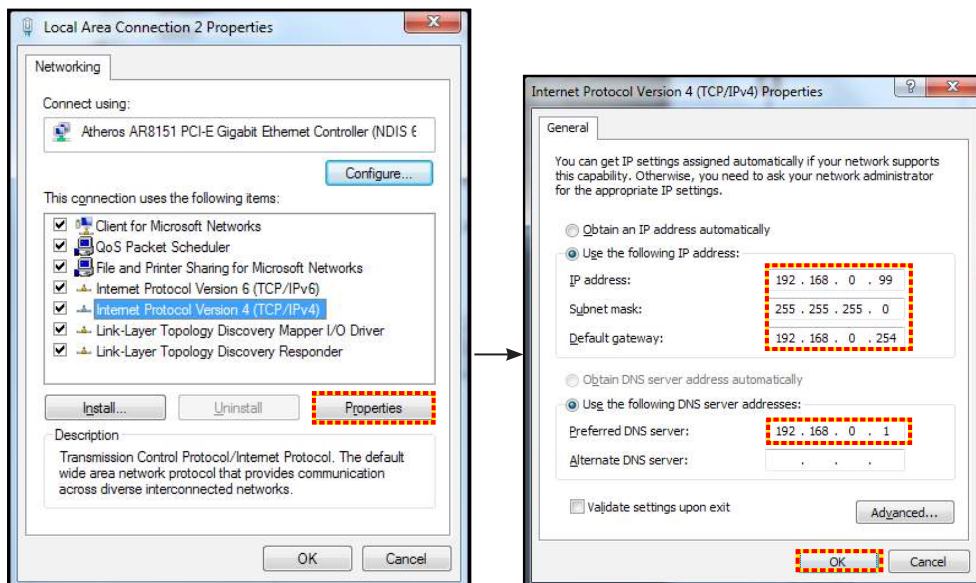 Local Area Connection 2 Properties
Networking
Connect using:
Atheros AR8151 PCI-E Gigabit Ethernet Controller (NDIS 6
Configure...
This connection uses the following items:
Client for Microsoft Networks
QoS Packet Scheduler
File and Printer Sharing for Microsoft Networks
Internet Protocol Version 6 (TCP/IPv6)
Internet Protocol Version 4 (TCP/IPv4)
Link-Layer Topology Discovery Mapper I/O Driver
Link-Layer Topology Discovery Responder
Install...
Uninstall
Properties
Description
Transmission Control Protocol/Internet Protocol. The default
wide area network protocol that provides communication
across diverse interconnected networks.
OK
Cancel
Internet Protocol Version 4 (TCP/IPv4) Properties
General
You can get IP settings assigned automatically if your network supports
this capability. Otherwise, you need to ask your network administrator
for the appropriate IP settings.
Obtain an IP address automatically
Use the following IP address:
IP address: 192 . 168 . 0 . 99
Subnet mask: 255 . 255 . 255 . 0
Default gateway: 192 . 168 . 0 . 254
Obtain DNS server address automatically
Use the following DNS server addresses:
Preferred DNS server: 192 . 168 . 0 . 1
Alternate DNS server: . . .
Validate settings upon exit
Advanced...
OK
Cancel